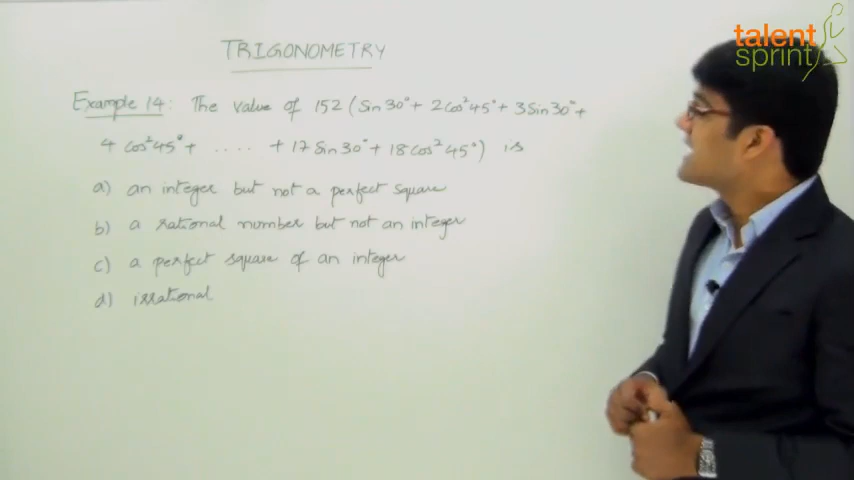 talent
sprint
TRIGONOMETRY
Example 14: The value of 152 (Sin 30° + 2 Cos² 45° + 3 Sin 30° +
4 Cos² 45° + .... + 17 Sin 30° + 18 Cos² 45°) is
a) an integer but not a perfect square
b) a rational number but not an integer
c) a perfect square of an integer
d) irrational